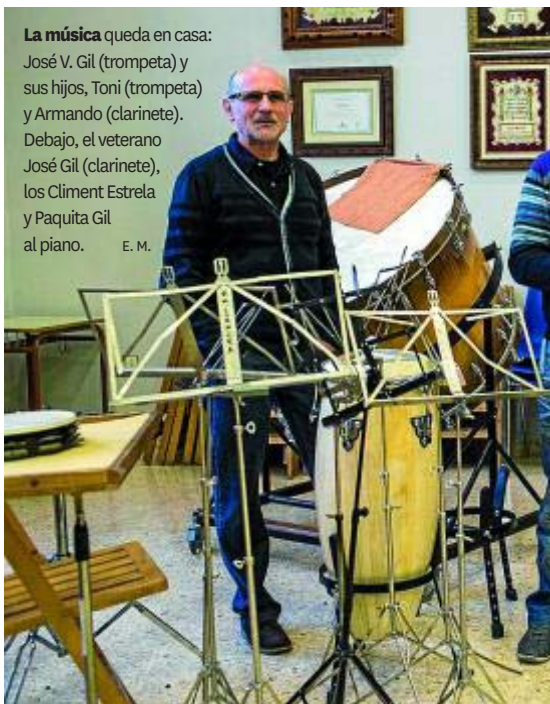 La música queda en casa:
José V. Gil (trompeta) y
sus hijos, Toni (trompeta)
y Armando (clarinete).
Debajo, el veterano
José Gil (clarinete),
los Climent Estrela
y Paquita Gil
al piano. E. M.